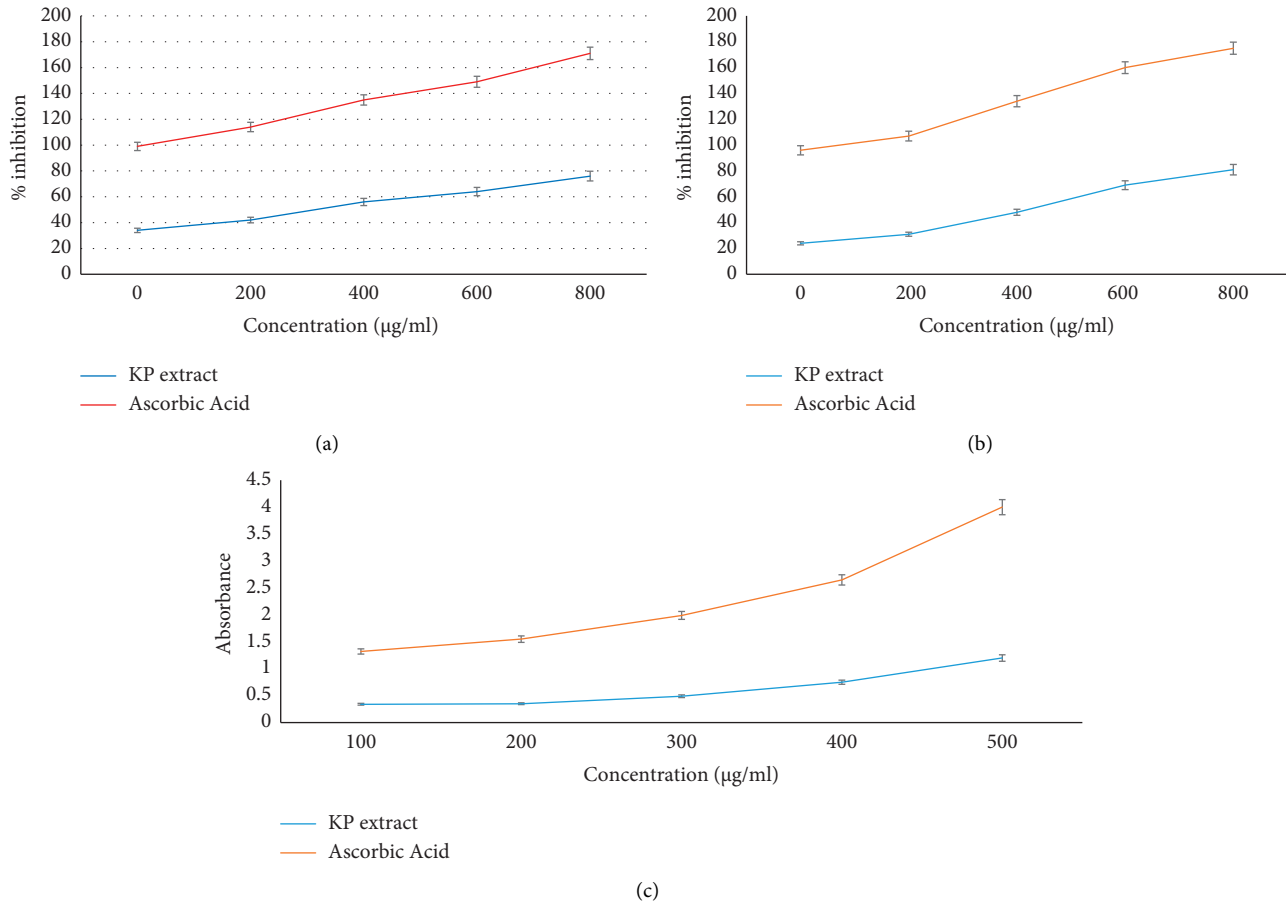 200
180
160
140
120
100
80
60
40
20
0
% inhibition
0 200 400 600 800
Concentration (µg/ml)
KP extract
Ascorbic Acid
(a)
200
180
160
140
120
100
80
60
40
20
0
% inhibition
0 200 400 600 800
Concentration (µg/ml)
KP extract
Ascorbic Acid
(b)
4.5
4
3.5
3
2.5
2
1.5
1
0.5
0
Absorbance
100 200 300 400 500
Concentration (µg/ml)
KP extract
Ascorbic Acid
(c)